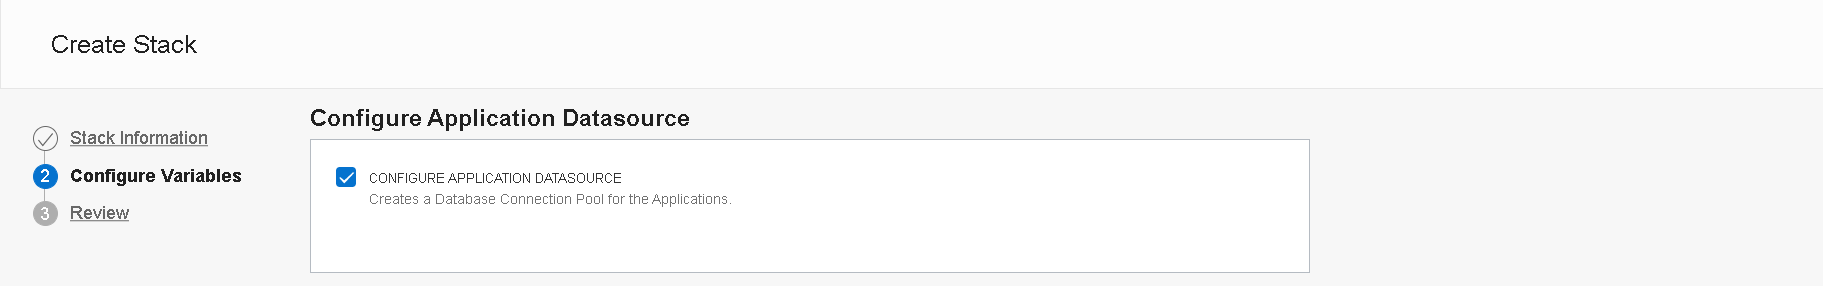 Create Stack
Stack Information
2 Configure Variables
3 Review
Configure Application Datasource
CONFIGURE APPLICATION DATASOURCE
Creates a Database Connection Pool for the Applications.